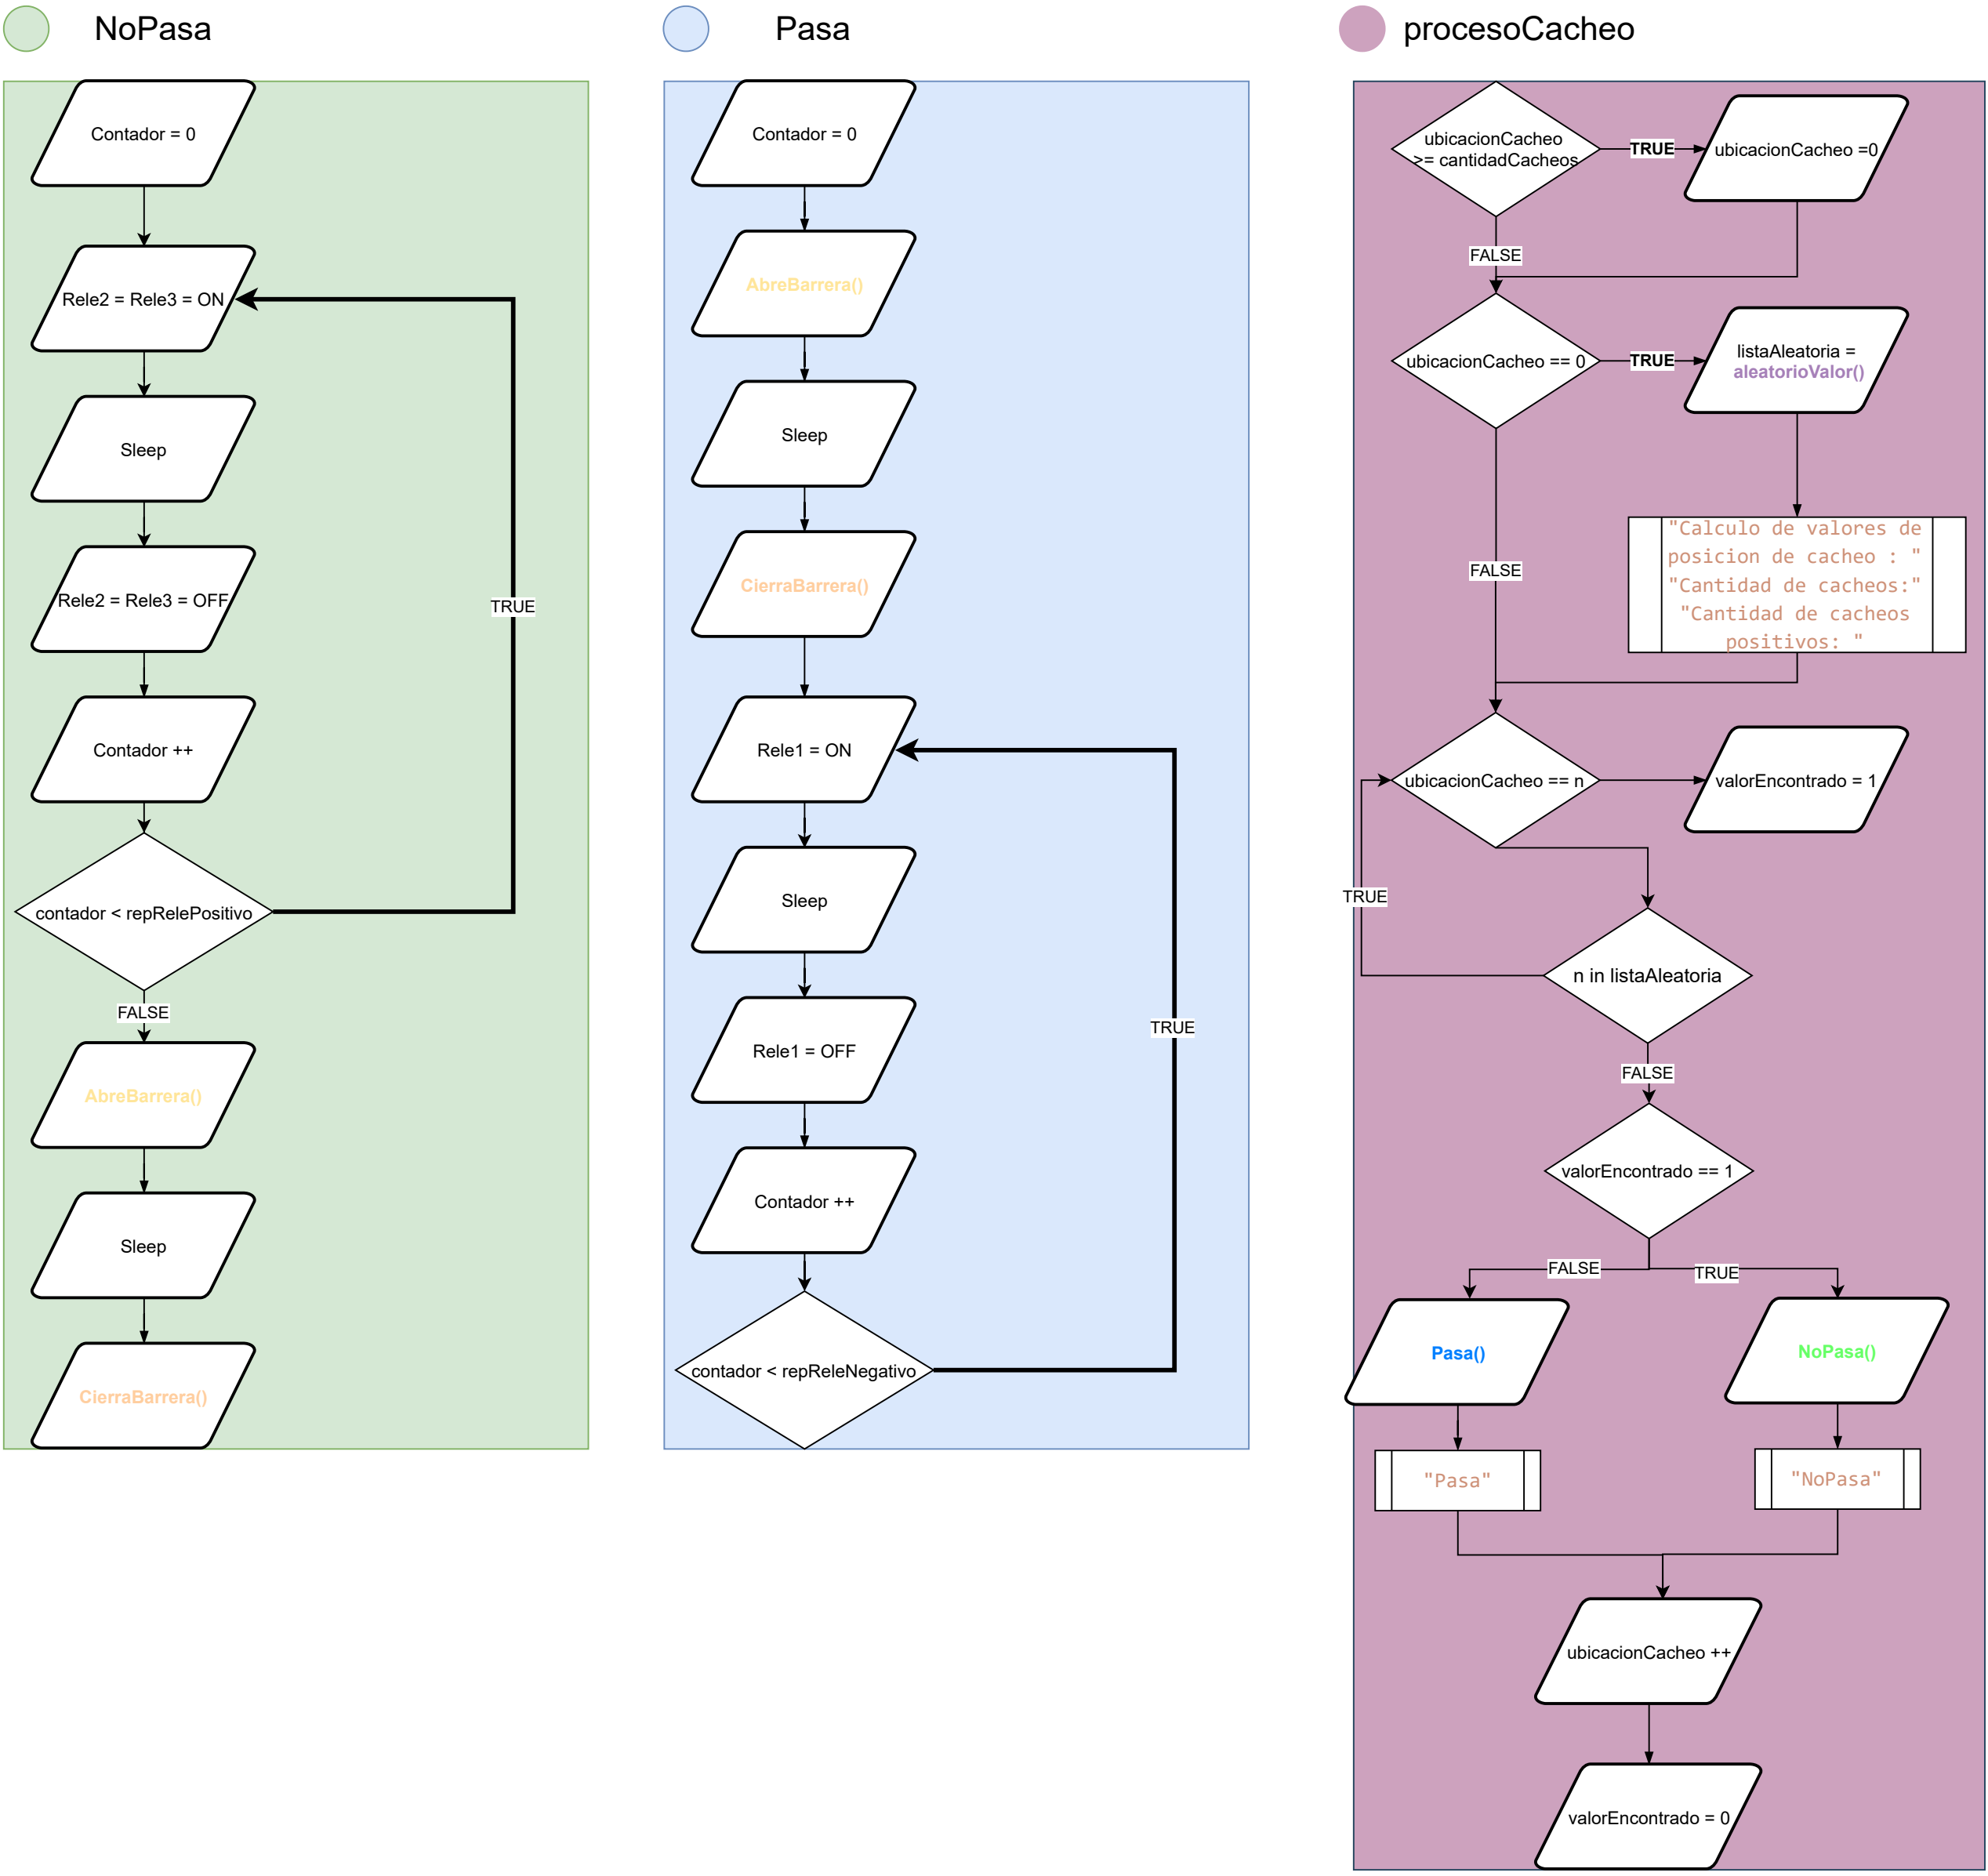 NoPasa
Contador = 0
Rele2 = Rele3 = ON
Sleep
Rele2 = Rele3 = OFF
TRUE
Contador ++
contador < repRelePositivo
FALSE
AbreBarrera()
Sleep
CierraBarrera()
Pasa
Contador = 0
AbreBarrera()
Sleep
CierraBarrera()
Rele1 = ON
Sleep
TRUE
Rele1 = OFF
Contador ++
contador < repReleNegativo
procesoCacheo
ubicacionCacheo
>= cantidadCacheos
TRUE
ubicacionCacheo =0
FALSE
ubicacionCacheo == 0
TRUE
listaAleatoria =
aleatorioValor()
FALSE
"Calculo de valores de
posicion de cacheo : "
"Cantidad de cacheos:"
"Cantidad de cacheos
positivos: "
ubicacionCacheo == n
valorEncontrado = 1
TRUE
n in listaAleatoria
FALSE
valorEncontrado == 1
FALSE
TRUE
Pasa()
NoPasa()
"Pasa"
"NoPasa"
ubicacionCacheo ++
valorEncontrado = 0